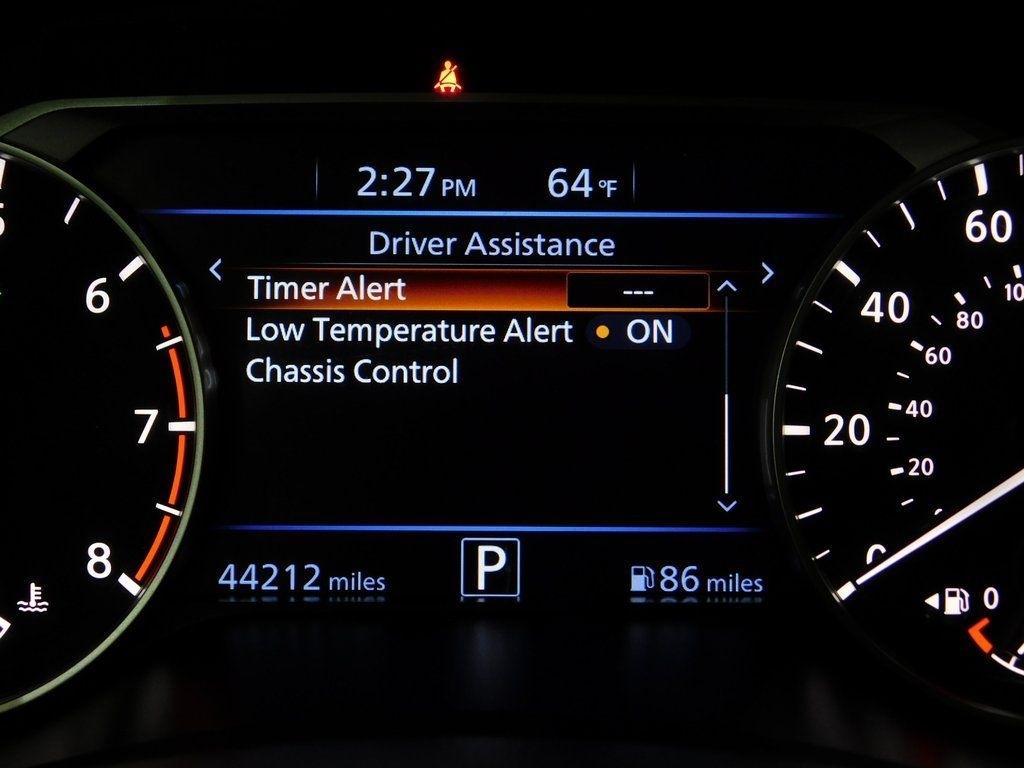 2:27 PM 64 °F
Driver Assistance
Timer Alert ---
Low Temperature Alert ON
Chassis Control
44212 miles P 86 miles
6
7
8
60
40
20
0
80
60
40
20
0